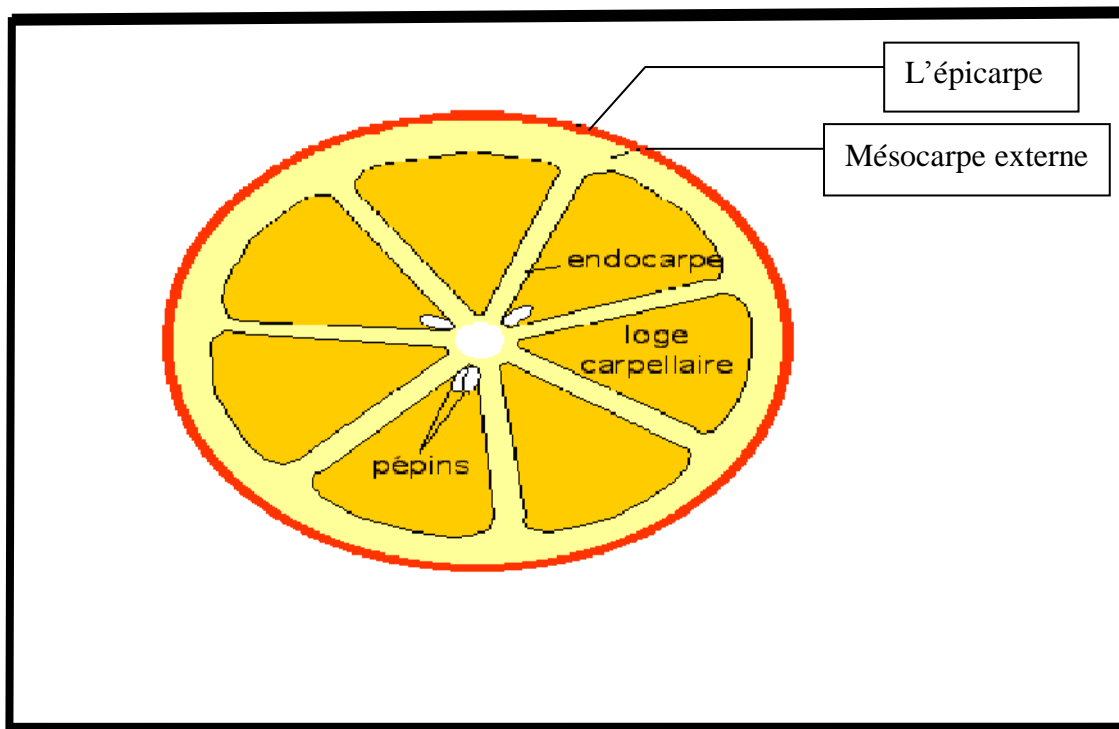 L’épicarpe
Mésocarpe externe
endocarpe
loge
carpellaire
pépins